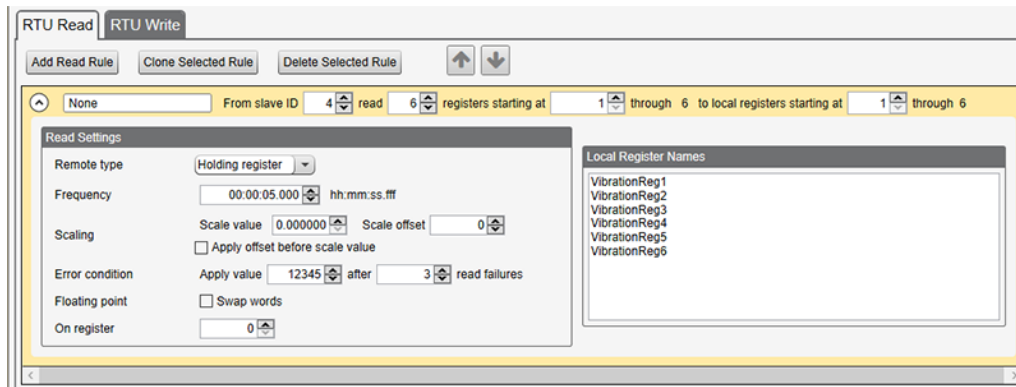 RTU Read RTU Write
Add Read Rule Clone Selected Rule Delete Selected Rule
None From slave ID 4 read 6 registers starting at 1 through 6 to local registers starting at 1 through 6
Read Settings
Remote type Holding register
Frequency 00:00:05.000 hh:mm:ss.fff
Scaling
Scale value 0.000000 Scale offset 0
Apply offset before scale value
Error condition Apply value 12345 after 3 read failures
Floating point Swap words
On register 0
Local Register Names
VibrationReg1
VibrationReg2
VibrationReg3
VibrationReg4
VibrationReg5
VibrationReg6